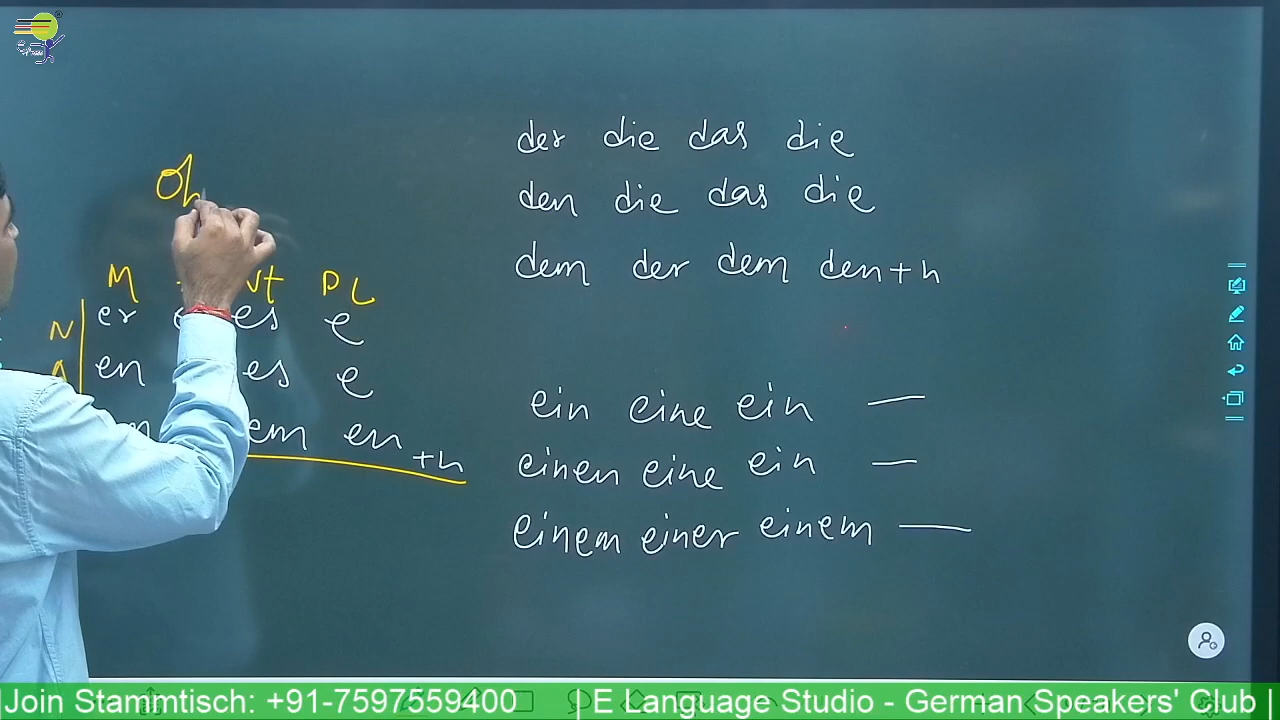 Oh
M Nt PL
N er es e
A en es e
em en +n
der die das die
den die das die
dem der dem den+n
ein eine ein —
einen eine ein —
einem einer einem —
Join Stammtisch: +91-7597559400 | E Language Studio - German Speakers' Club |